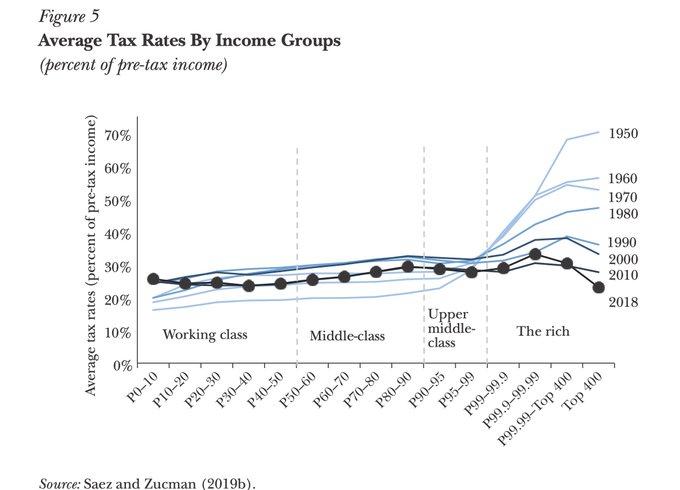 Figure 5
Average Tax Rates By Income Groups
(percent of pre-tax income)
Average tax rates (percent of pre-tax income)
70%
60%
50%
40%
30%
20%
10%
0%
1950
1960
1970
1980
1990
2000
2010
2018
Working class
Middle-class
Upper
middle-
class
The rich
P0–10
P10–20
P20–30
P30–40
P40–50
P50–60
P60–70
P70–80
P80–90
P90–95
P95–99
P99–99.9
P99.9–99.99
P99.99–Top 400
Top 400
Source: Saez and Zucman (2019b).